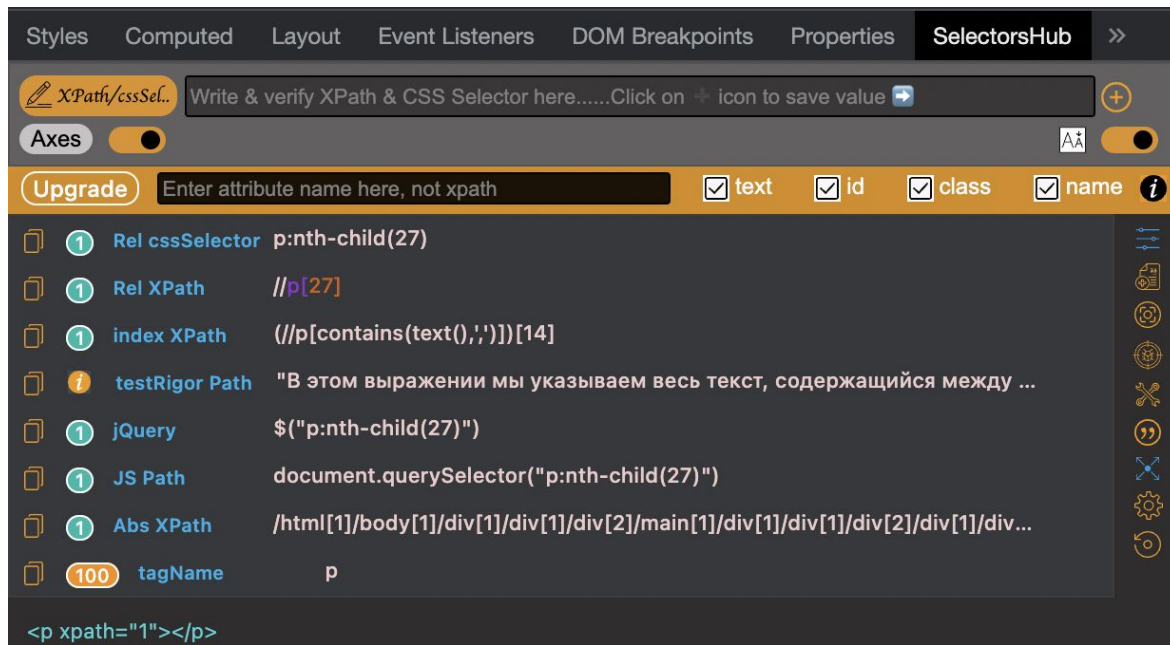 Styles Computed Layout Event Listeners DOM Breakpoints Properties SelectorsHub »
XPath/cssSel.. Write & verify XPath & CSS Selector here......Click on + icon to save value
Axes
Upgrade Enter attribute name here, not xpath text id class name i
1 Rel cssSelector p:nth-child(27)
1 Rel XPath //p[27]
1 index XPath (//p[contains(text(),',')])[14]
i testRigor Path "В этом выражении мы указываем весь текст, содержащийся между ...
1 jQuery $("p:nth-child(27)")
1 JS Path document.querySelector("p:nth-child(27)")
1 Abs XPath /html[1]/body[1]/div[1]/div[1]/div[2]/main[1]/div[1]/div[1]/div[2]/div[1]/div...
100 tagName p
<p xpath="1"></p>